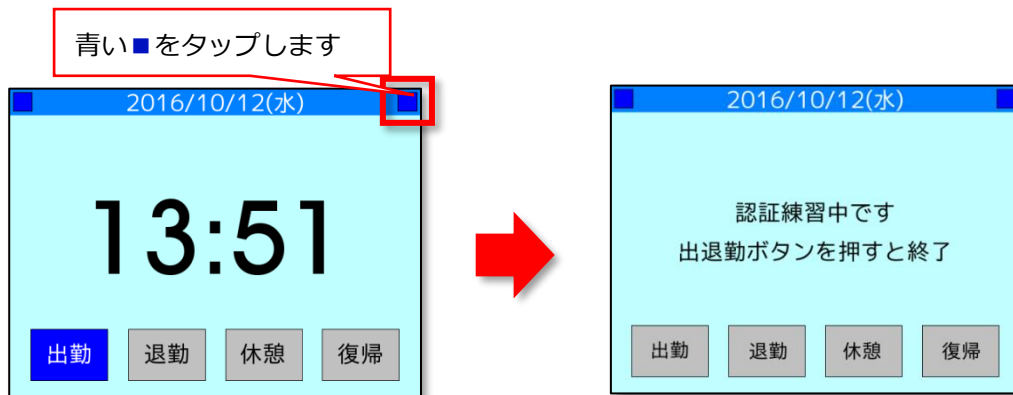 青い■をタップします
2016/10/12(水)
13:51
出勤 退勤 休憩 復帰
2016/10/12(水)
認証練習中です
出退勤ボタンを押すと終了
出勤 退勤 休憩 復帰